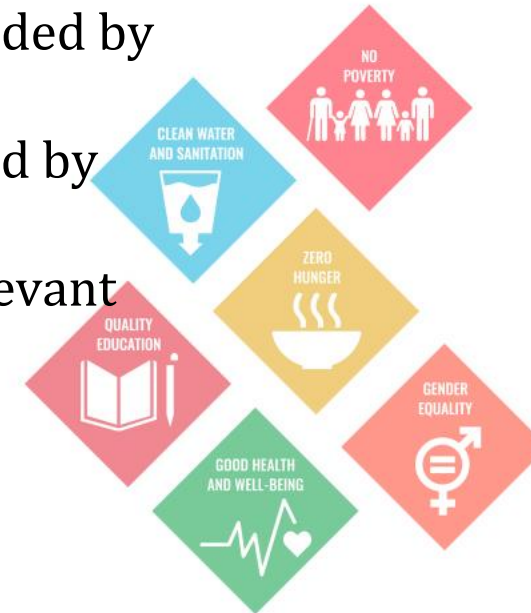 ded by
NO
POVERTY
CLEAN WATER
AND SANITATION
d by
ZERO
HUNGER
evant
QUALITY
EDUCATION
GENDER
EQUALITY
GOOD HEALTH
AND WELL-BEING